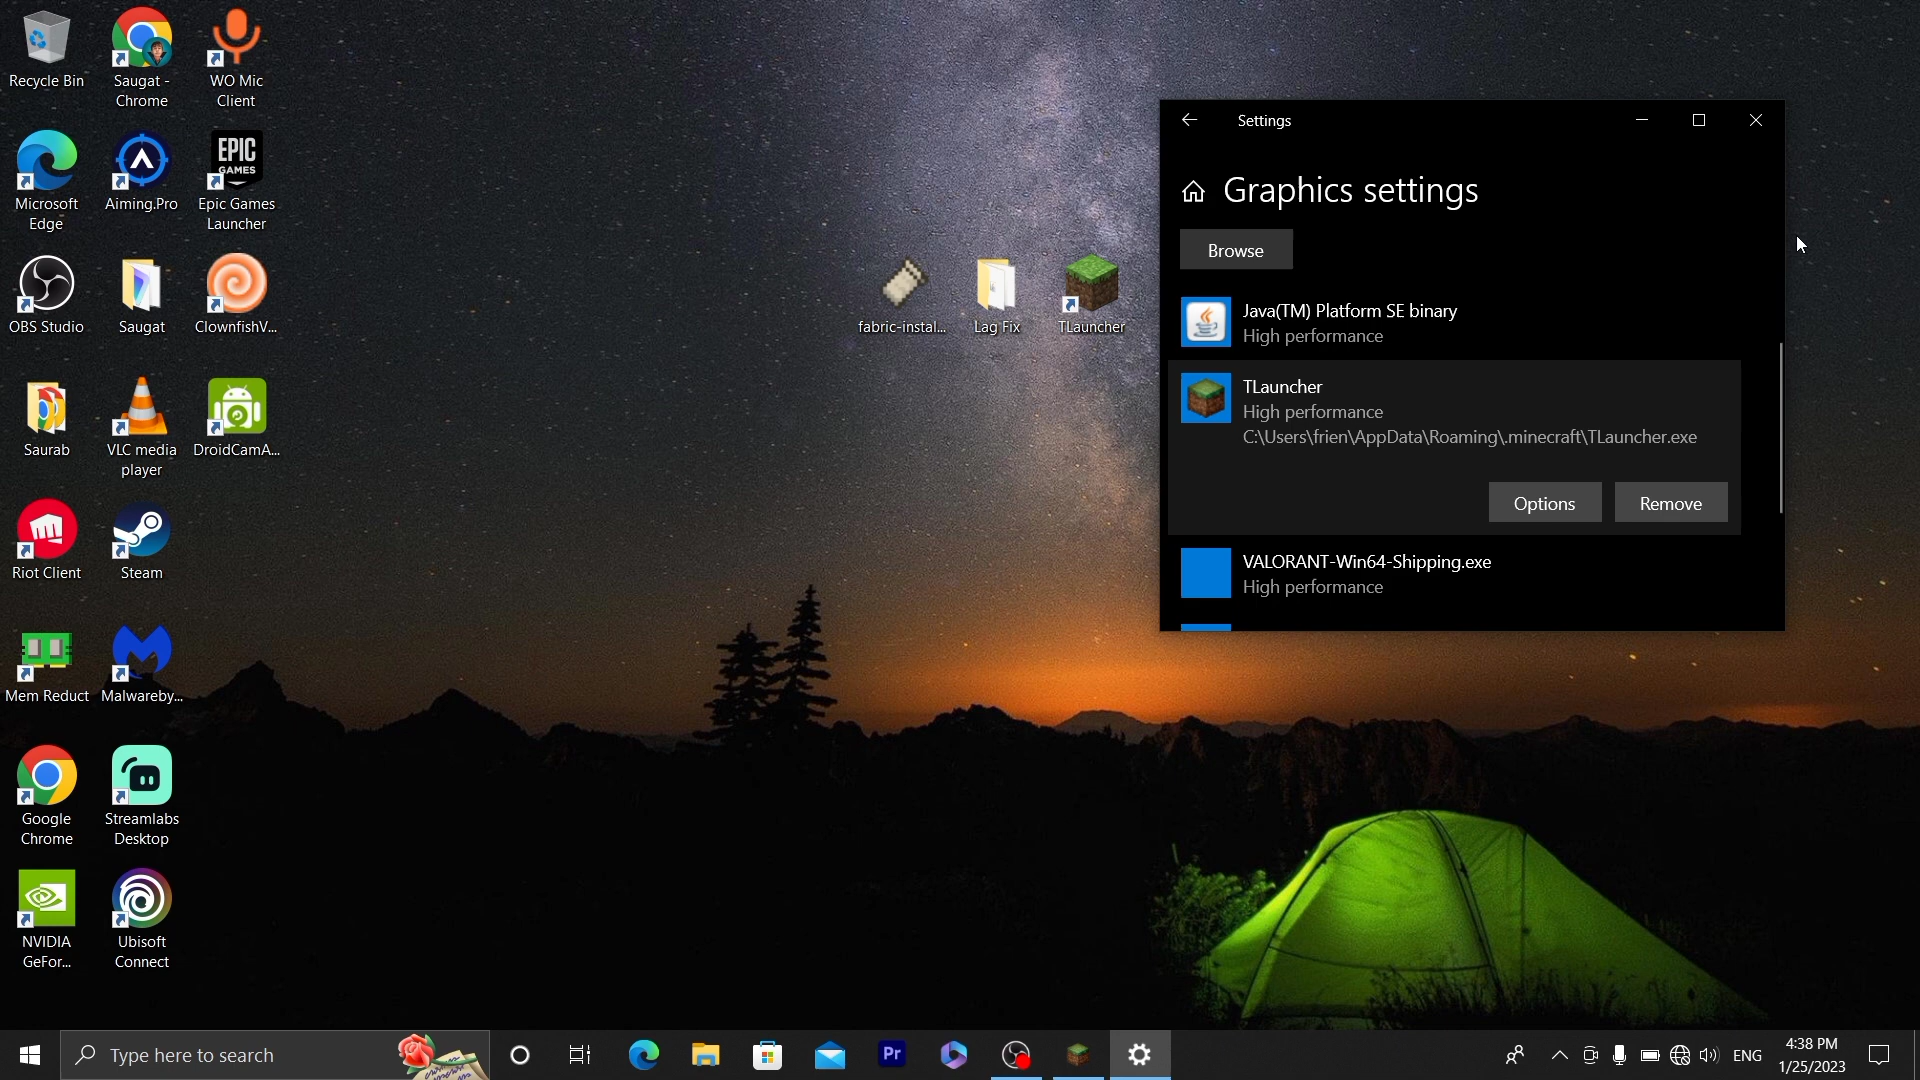 Recycle Bin
Saugat -
Chrome
WO Mic
Client
Microsoft
Edge
Aiming.Pro
EPIC
GAMES
Epic Games
Launcher
OBS Studio
Saugat
ClownfishV...
Saurab
VLC media
player
DroidCamA...
Riot Client
Steam
Mem Reduct
Malwareby...
Google
Chrome
Streamlabs
Desktop
NVIDIA
GeFor...
Ubisoft
Connect
fabric-instal...
Lag Fix
TLauncher
Settings
Graphics settings
Browse
Java(TM) Platform SE binary
High performance
TLauncher
High performance
C:\Users\frien\AppData\Roaming\.minecraft\TLauncher.exe
Options
Remove
VALORANT-Win64-Shipping.exe
High performance
Type here to search
Pr
ENG
4:38 PM
1/25/2023